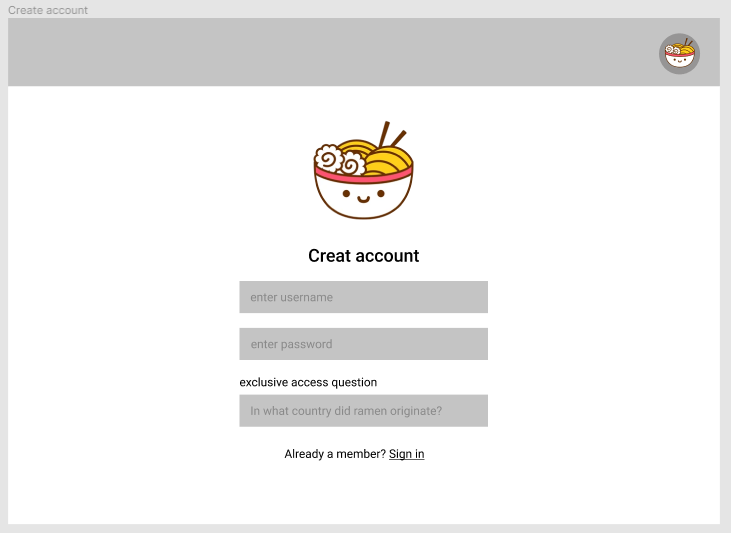 Create account
Creat account
enter username
enter password
exclusive access question
In what country did ramen originate?
Already a member? Sign in